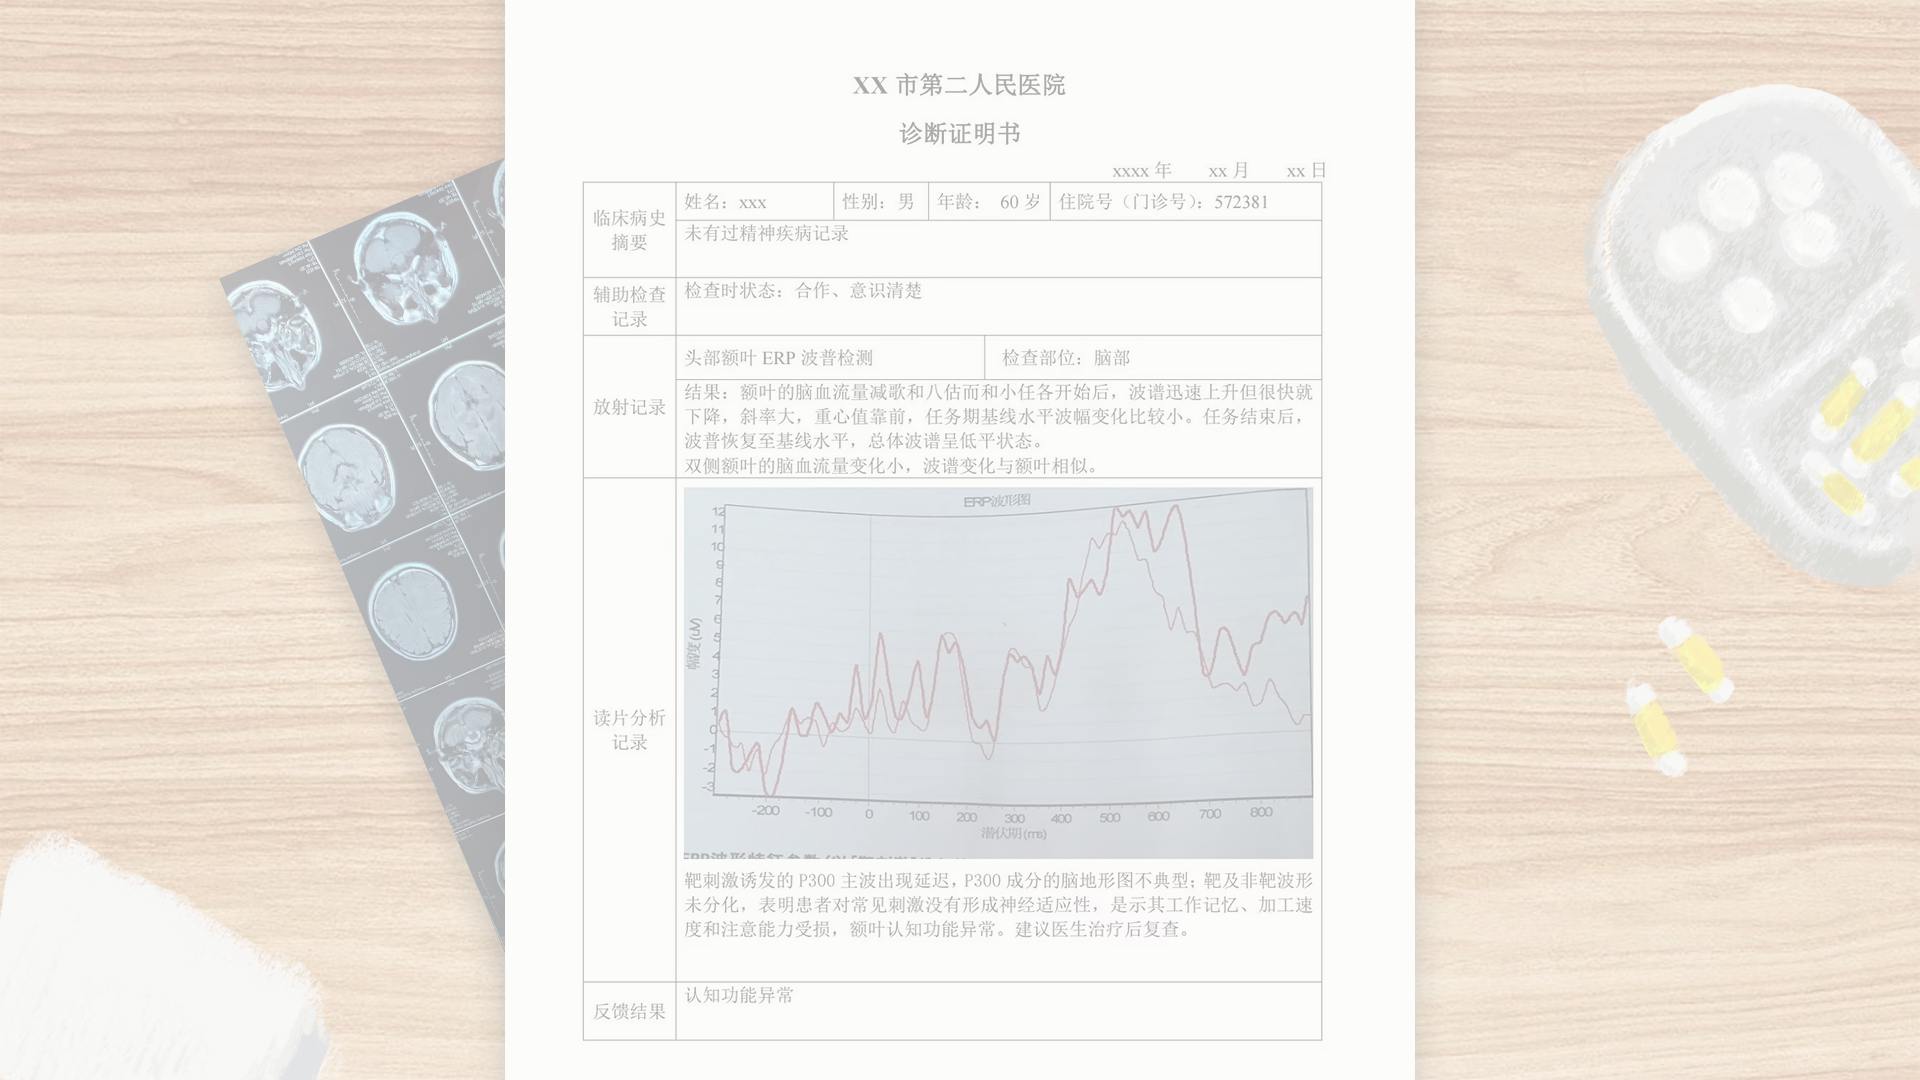 XX 市第二人民医院
诊断证明书
xxxx 年 xx 月 xx 日
临床病史摘要
姓名：xxx 性别：男 年龄： 60 岁 住院号（门诊号）：572381
未有过精神疾病记录
辅助检查记录
检查时状态：合作、意识清楚
放射记录
头部额叶 ERP 波普检测 检查部位：脑部
结果：额叶的脑血流量减歌和八估而和小任各开始后，波谱迅速上升但很快就
下降，斜率大，重心值靠前，任务期基线水平波幅变化比较小。任务结束后，
波普恢复至基线水平，总体波谱呈低平状态。
双侧额叶的脑血流量变化小，波谱变化与额叶相似。
读片分析记录
ERP波形图
12
11
10
9
8
7
6
5
4
3
2
1
0
-1
-2
-3
幅度(uV)
-200 -100 0 100 200 300 400 500 600 700 800
潜伏期(ms)
靶刺激诱发的 P300 主波出现延迟，P300 成分的脑地形图不典型；靶及非靶波形
未分化，表明患者对常见刺激没有形成神经适应性，是示其工作记忆、加工速
度和注意能力受损，额叶认知功能异常。建议医生治疗后复查。
反馈结果
认知功能异常